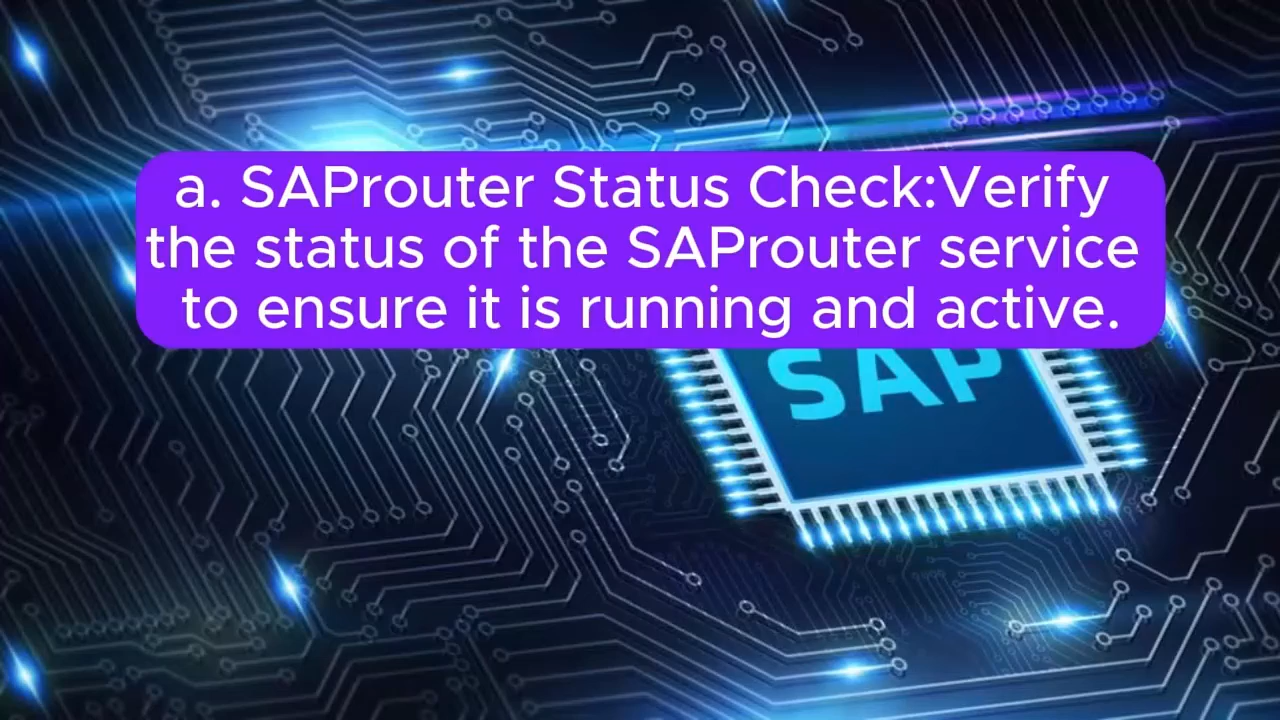 a. SAProuter Status Check:Verify
the status of the SAProuter service
to ensure it is running and active.
SAP